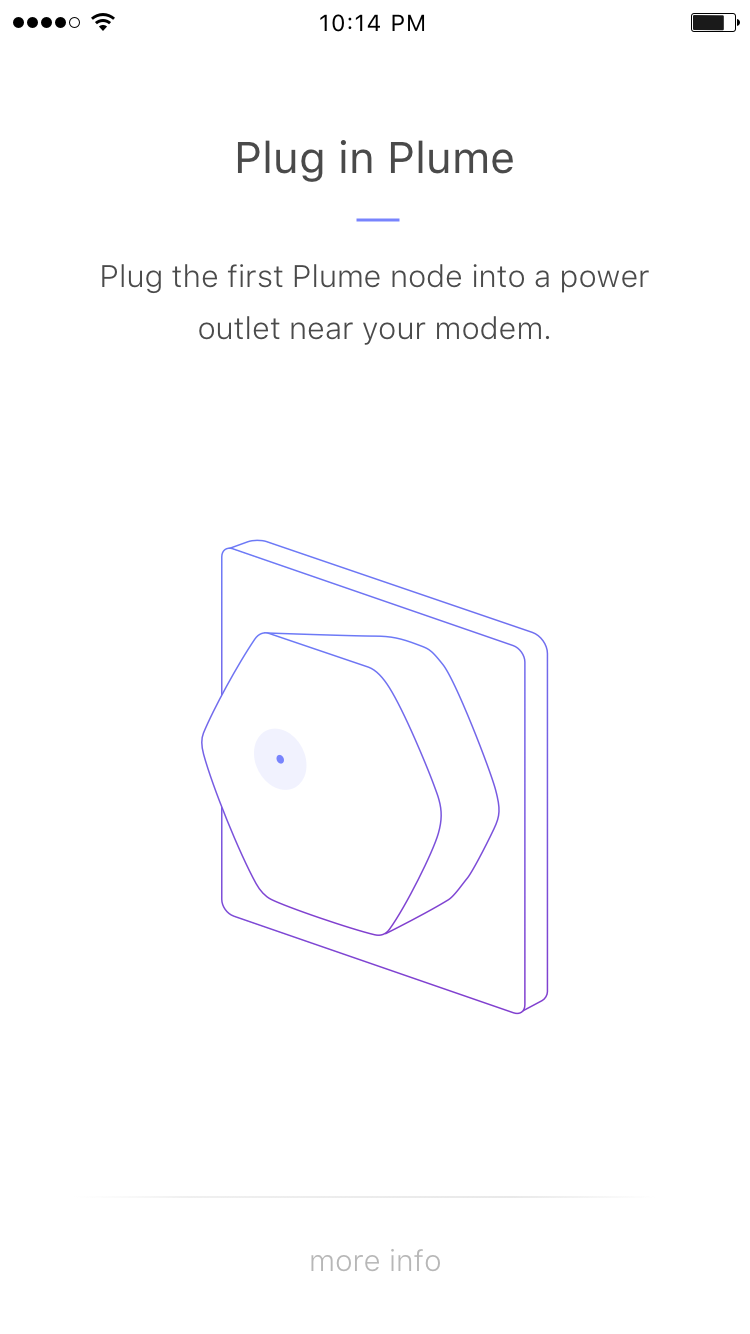 10:14 PM
Plug in Plume
Plug the first Plume node into a power
outlet near your modem.
more info